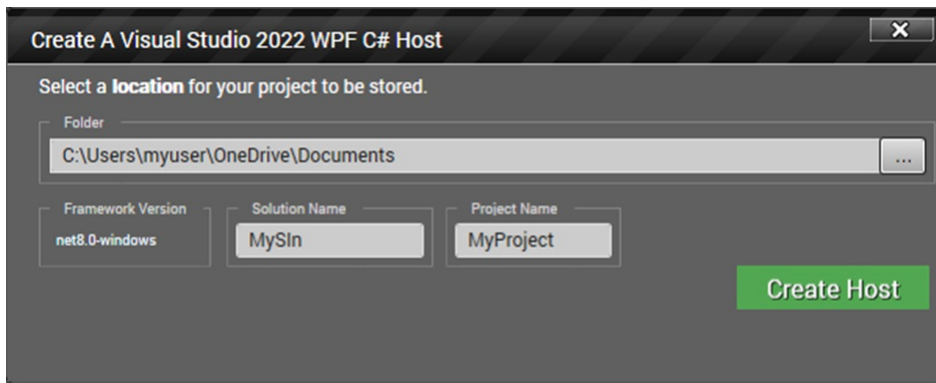 Create A Visual Studio 2022 WPF C# Host
X
Select a location for your project to be stored.
Folder
C:\Users\myuser\OneDrive\Documents
...
Framework Version
Solution Name
Project Name
net8.0-windows
MySln
MyProject
Create Host